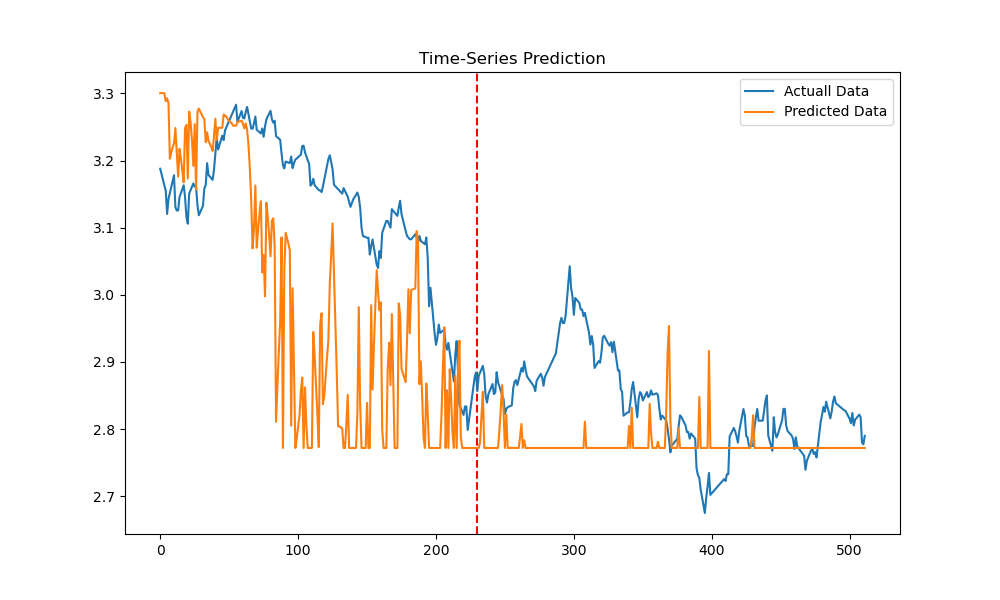 Time-Series Prediction
Actuall Data
Predicted Data
3.3
3.2
3.1
3.0
2.9
2.8
2.7
0 100 200 300 400 500